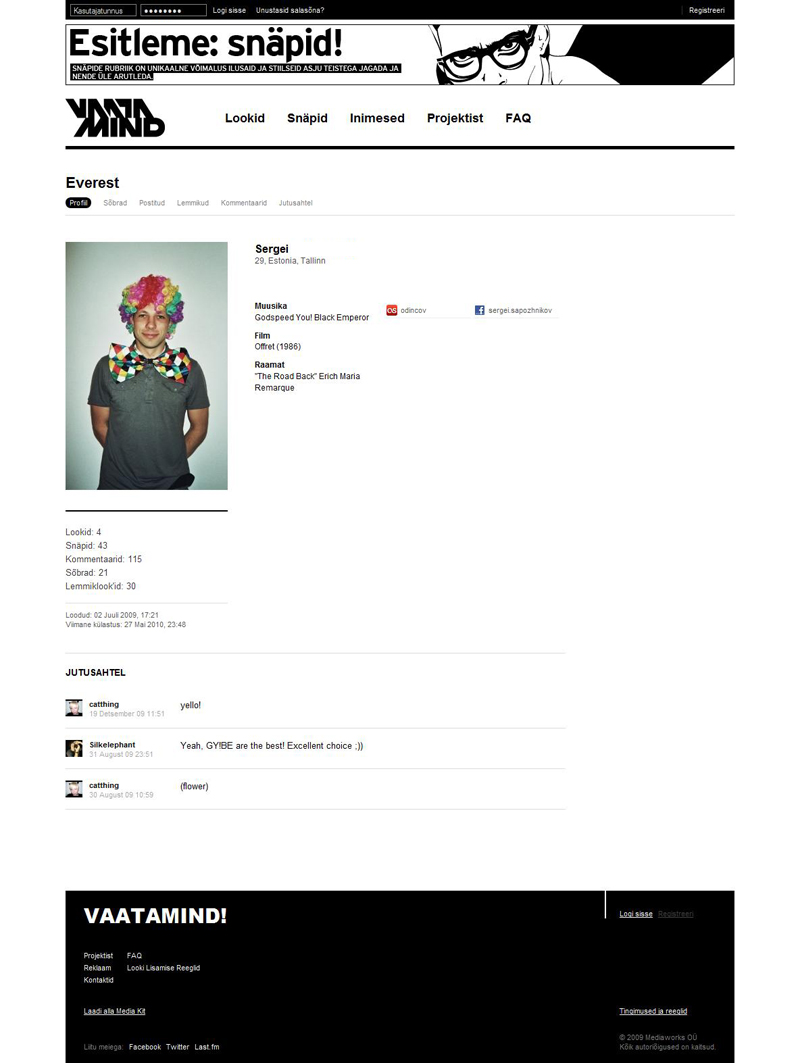 Kasutajatunnus ●●●●●●●● Logi sisse Unustasid salasõna? Registreeri
Esitleme: snäpid!
SNÄPIDE RUBRIIK ON UNIKAALNE VÕIMALUS ILUSAID JA STIILSEID ASJU TEISTEGA JAGADA JA
NENDE ÜLE ARUTLEDA.
VAATA
MIND
Lookid Snäpid Inimesed Projektist FAQ
Everest
Profiil Sõbrad Postitud Lemmikud Kommentaarid Jutusahtel
Sergei
29, Estonia, Tallinn
Muusika
Godspeed You! Black Emperor
odincov
sergei.sapozhnikov
Film
Offret (1986)
Raamat
"The Road Back" Erich Maria
Remarque
Lookid: 4
Snäpid: 43
Kommentaarid: 115
Sõbrad: 21
Lemmiklook'id: 30
Loodud: 02 Juuli 2009, 17:21
Viimane külastus: 27 Mai 2010, 23:48
JUTUSAHTEL
catthing yello!
19 Detsember 09 11:51
Silkelephant Yeah, GY!BE are the best! Excellent choice ;))
31 August 09 23:51
catthing (flower)
30 August 09 10:59
VAATAMIND!
Logi sisse Registreeri
Projektist FAQ
Reklaam Looki Lisamise Reeglid
Kontaktid
Laadi alla Media Kit
Tingimused ja reeglid
© 2009 Mediaworks OÜ
Liitu meiega: Facebook Twitter Last.fm
Kõik autoriõigused on kaitsud.